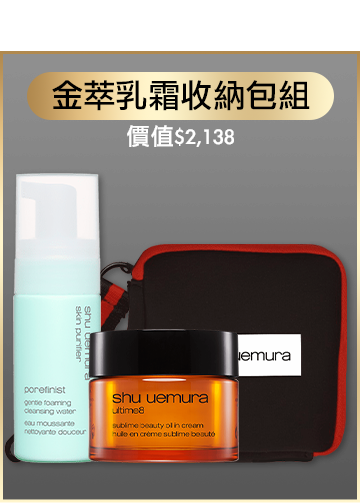 金萃乳霜收納包組
價值$2,138
shu uemura
skin purifier
porefinist
gentle foaming
cleansing water
eau moussante
nettoyante douceur
uemura
shu uemura
ultime8
sublime beauty oil in cream
huile en crème sublime beauté